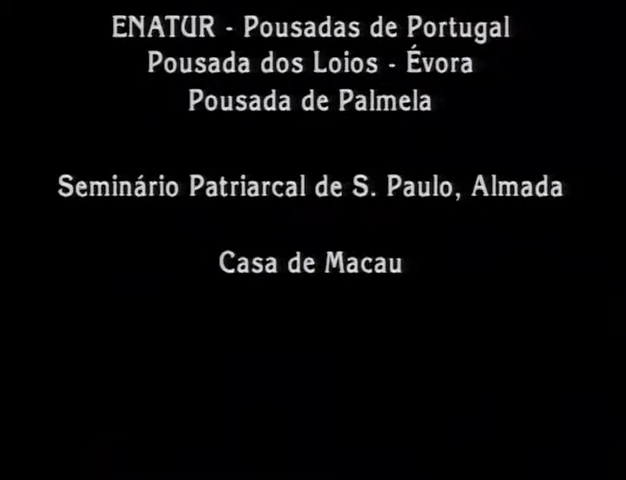 ENATUR - Pousadas de Portugal
Pousada dos Loios - Évora
Pousada de Palmela
Seminário Patriarcal de S. Paulo, Almada
Casa de Macau